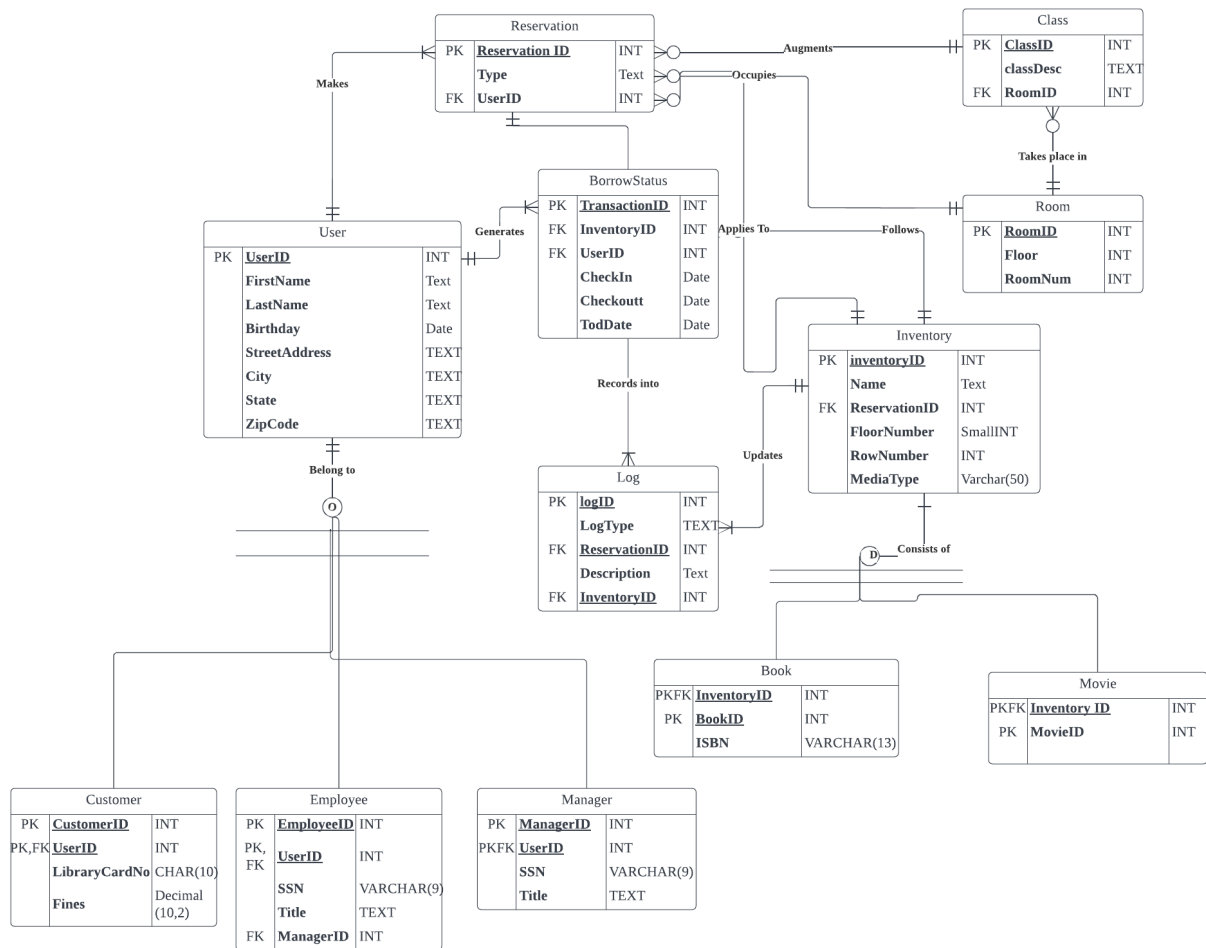 Reservation
PK Reservation ID INT
Type Text
FK UserID INT
Class
PK ClassID INT
classDesc TEXT
FK RoomID INT
Augments
Occupies
Makes
Takes place in
BorrowStatus
PK TransactionID INT
FK InventoryID INT
FK UserID INT
CheckIn Date
Checkoutt Date
TodDate Date
Room
PK RoomID INT
Floor INT
RoomNum INT
User
PK UserID INT
FirstName Text
LastName Text
Birthday Date
StreetAddress TEXT
City TEXT
State TEXT
ZipCode TEXT
Generates
Applies To
Follows
Inventory
PK inventoryID INT
Name Text
FK ReservationID INT
FloorNumber SmallINT
RowNumber INT
MediaType Varchar(50)
Records into
Updates
Belong to
O
Log
PK logID INT
LogType TEXT
FK ReservationID INT
Description Text
FK InventoryID INT
D
Consists of
Book
PKFK InventoryID INT
PK BookID INT
ISBN VARCHAR(13)
Movie
PKFK Inventory ID INT
PK MovieID INT
Customer
PK CustomerID INT
PK,FK UserID INT
LibraryCardNo CHAR(10)
Fines Decimal
(10,2)
Employee
PK EmployeeID INT
PK,
FK UserID INT
SSN VARCHAR(9)
Title TEXT
FK ManagerID INT
Manager
PK ManagerID INT
PKFK UserID INT
SSN VARCHAR(9)
Title TEXT